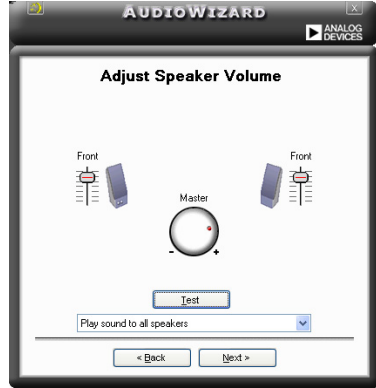 AUDIOWIZARD
X
ANALOG
DEVICES
Adjust Speaker Volume
Front
Front
Master
- +
Test
Play sound to all speakers
< Back
Next >